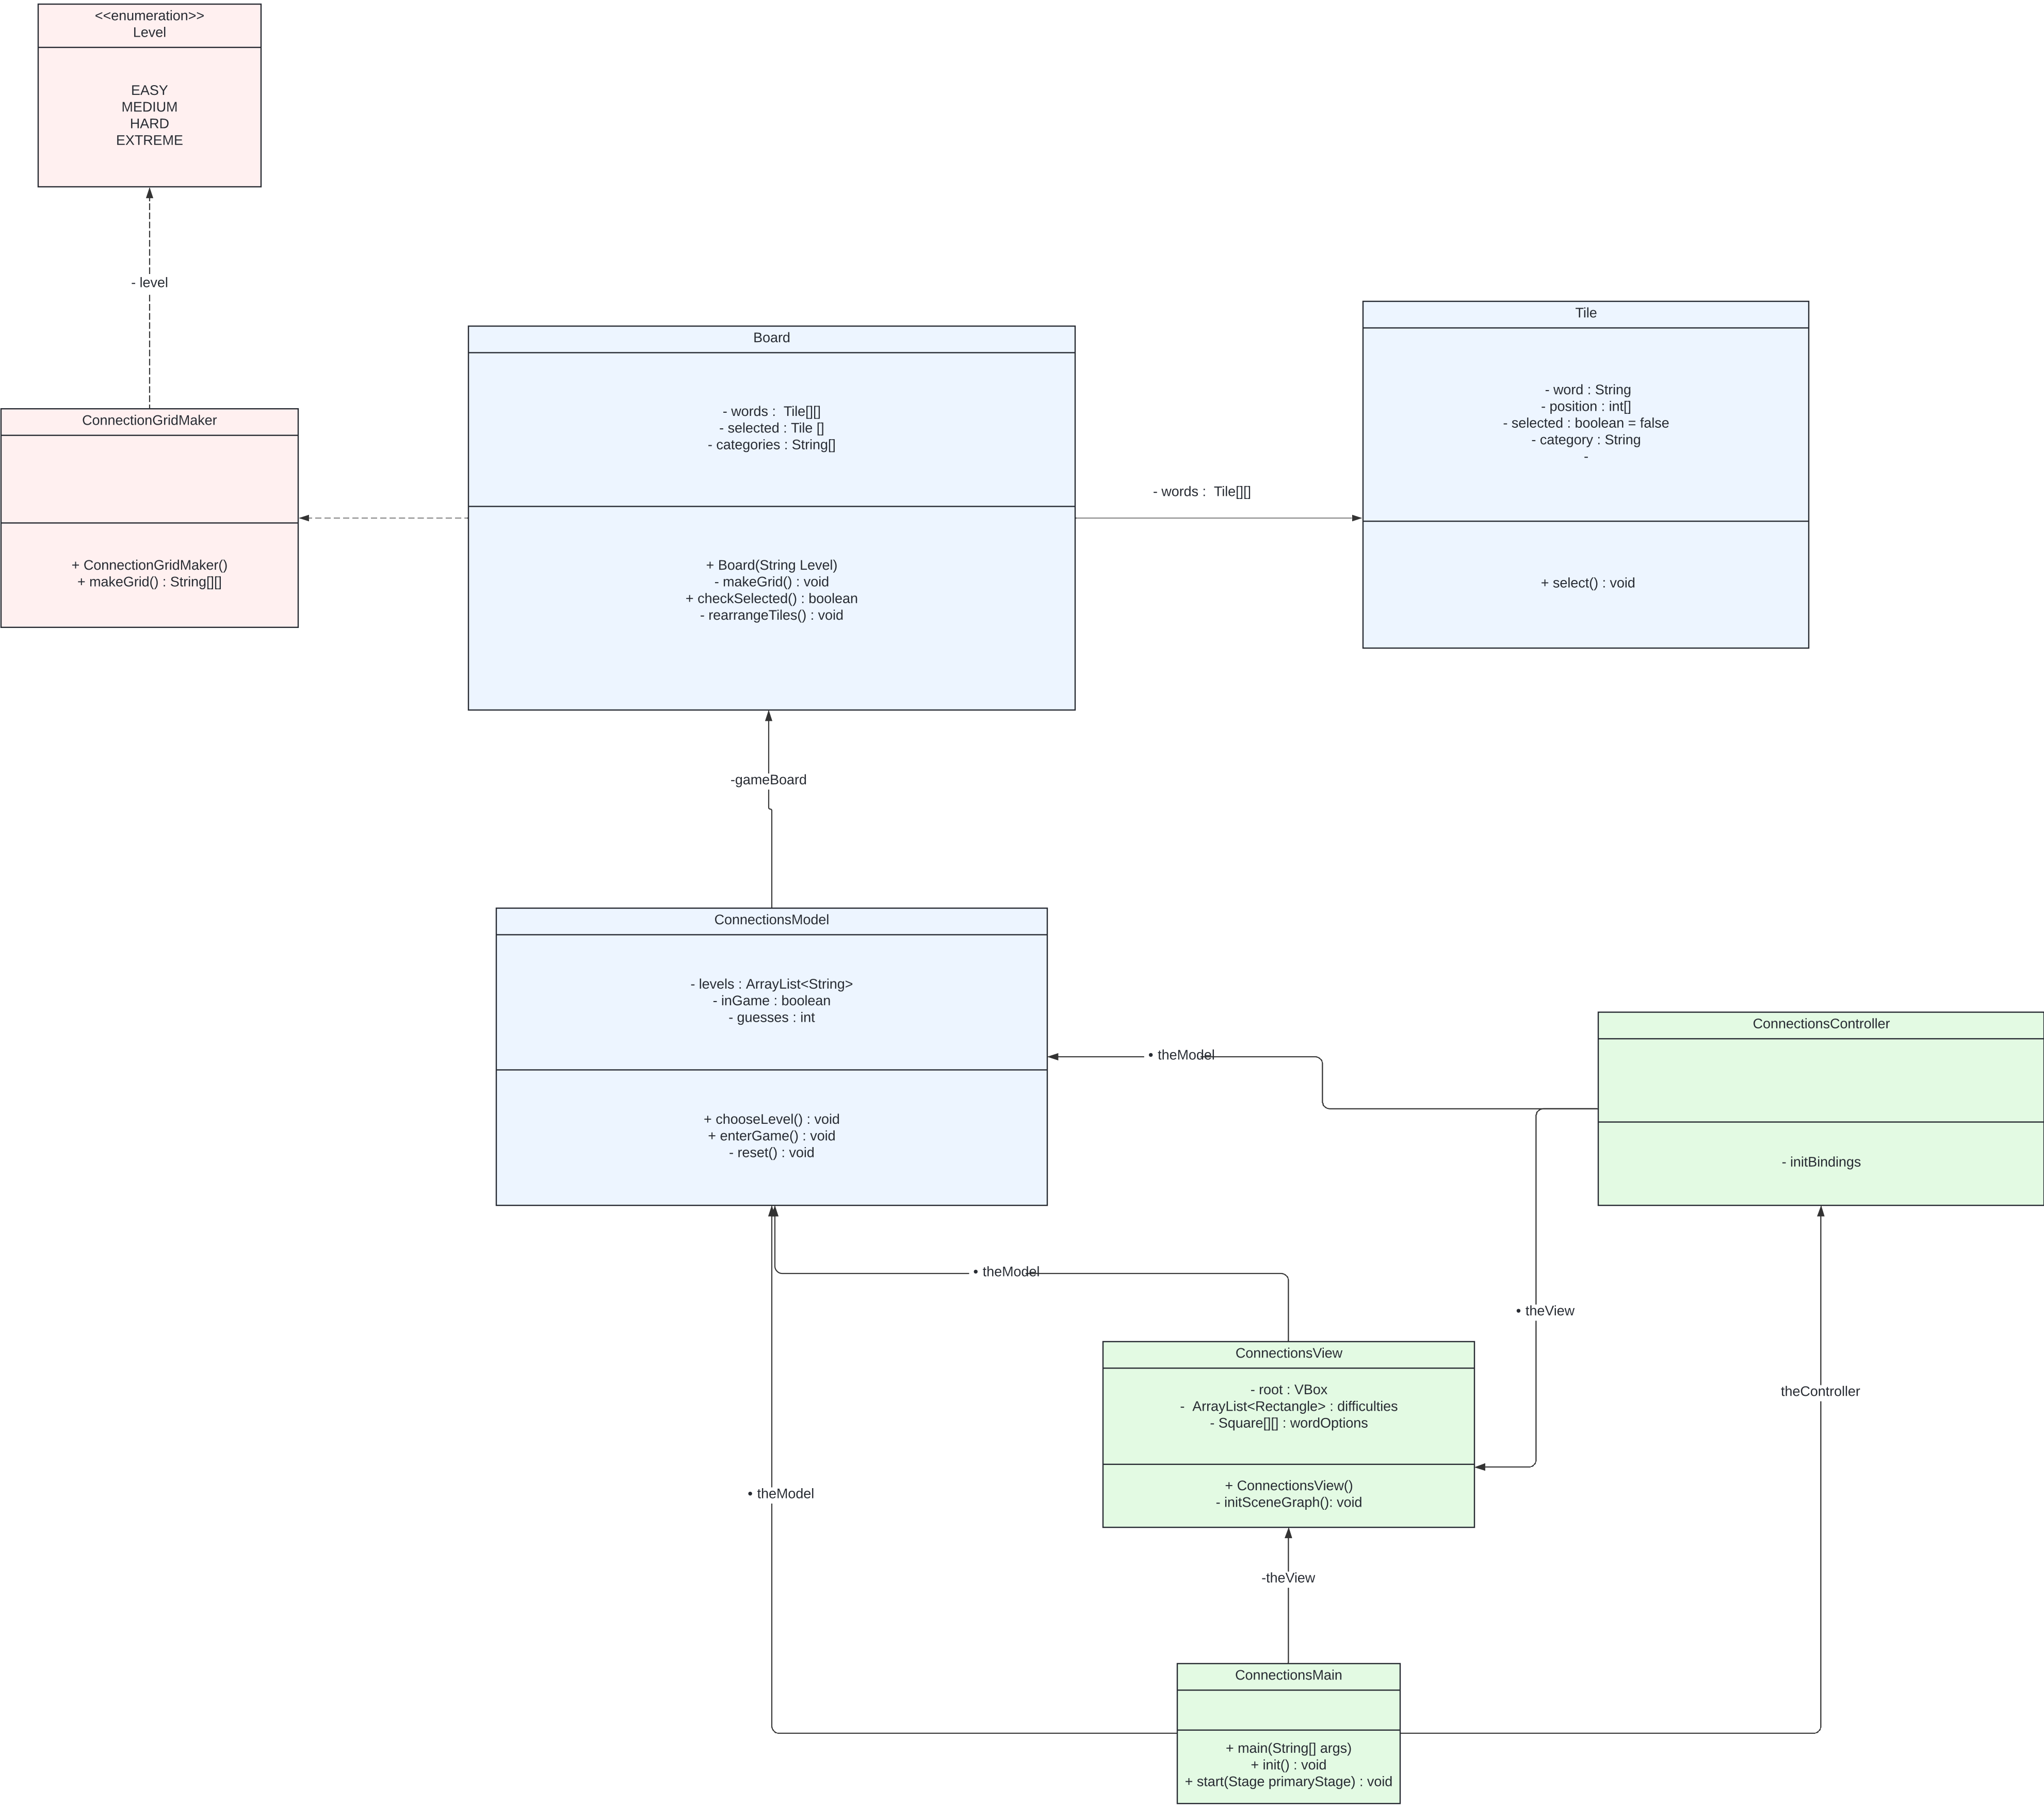 <<enumeration>>
Level
EASY
MEDIUM
HARD
EXTREME
- level
ConnectionGridMaker
+ ConnectionGridMaker()
+ makeGrid() : String[][]
Board
- words :  Tile[][]
- selected : Tile []
- categories : String[]
+ Board(String Level)
- makeGrid() : void
+ checkSelected() : boolean
- rearrangeTiles() : void
- words :  Tile[][]
Tile
- word : String
- position : int[]
- selected : boolean = false
- category : String
-
+ select() : void
-gameBoard
ConnectionsModel
- levels : ArrayList<String>
- inGame : boolean
- guesses : int
+ chooseLevel() : void
+ enterGame() : void
- reset() : void
• theModel
ConnectionsController
- initBindings
• theModel
• theView
ConnectionsView
- root : VBox
-  ArrayList<Rectangle> : difficulties
- Square[][] : wordOptions
+ ConnectionsView()
- initSceneGraph(): void
theController
• theModel
-theView
ConnectionsMain
+ main(String[] args)
+ init() : void
+ start(Stage primaryStage) : void